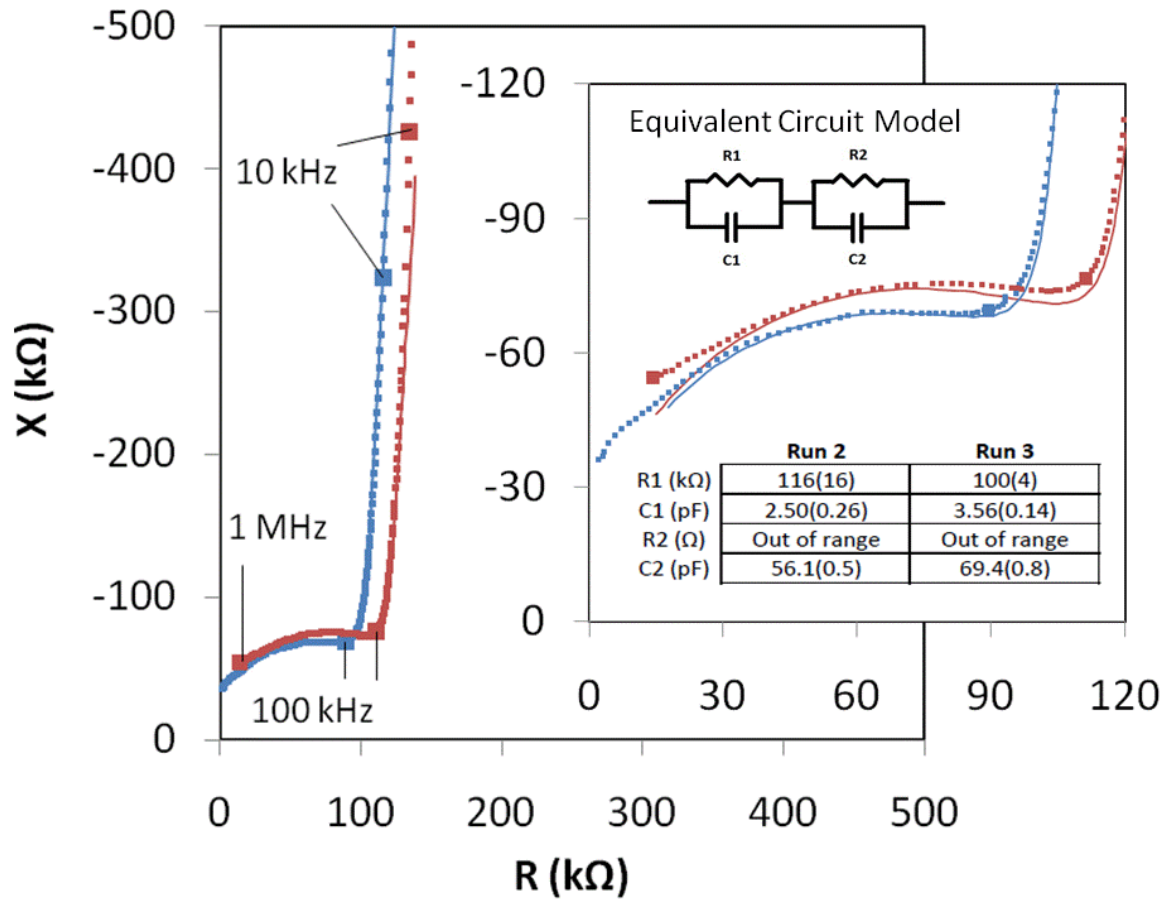 -500
-400
-300
-200
-100
0
X (kΩ)
10 kHz
1 MHz
100 kHz
0 100 200 300 400 500
R (kΩ)
-120
-90
-60
-30
0
Equivalent Circuit Model
R1 R2
C1 C2
Run 2 Run 3
R1 (kΩ) 116(16) 100(4)
C1 (pF) 2.50(0.26) 3.56(0.14)
R2 (Ω) Out of range Out of range
C2 (pF) 56.1(0.5) 69.4(0.8)
0 30 60 90 120